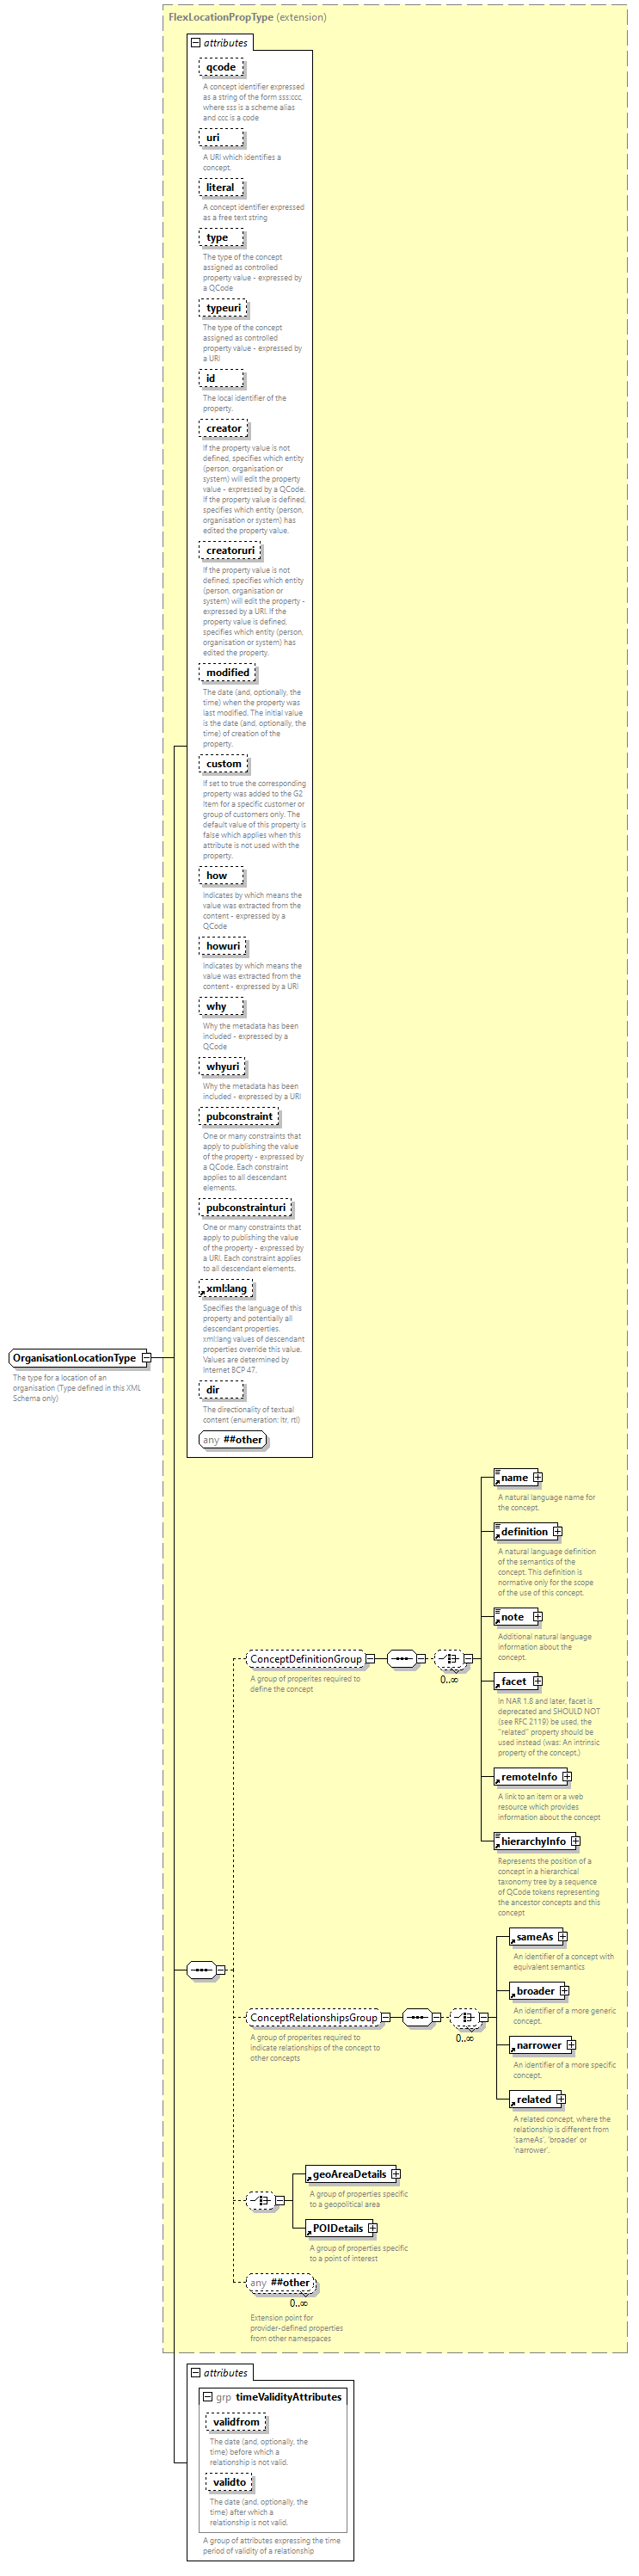 FlexLocationPropType (extension)
attributes
qcode
A concept identifier expressed
as a string of the form sss:ccc,
where sss is a scheme alias
and ccc is a code
uri
A URI which identifies a
concept.
literal
A concept identifier expressed
as a free text string
type
The type of the concept
assigned as controlled
property value - expressed by
a QCode
typeuri
The type of the concept
assigned as controlled
property value - expressed by
a URI
id
The local identifier of the
property.
creator
If the property value is not
defined, specifies which entity
(person, organisation or
system) will edit the property
value - expressed by a QCode.
If the property value is defined,
specifies which entity (person,
organisation or system) has
edited the property value.
creatoruri
If the property value is not
defined, specifies which entity
(person, organisation or
system) will edit the property -
expressed by a URI. If the
property value is defined,
specifies which entity (person,
organisation or system) has
edited the property.
modified
The date (and, optionally, the
time) when the property was
last modified. The initial value
is the date (and, optionally, the
time) of creation of the
property.
custom
If set to true the corresponding
property was added to the G2
Item for a specific customer or
group of customers only. The
default value of this property is
false which applies when this
attribute is not used with the
property.
how
Indicates by which means the
value was extracted from the
content - expressed by a
QCode
howuri
Indicates by which means the
value was extracted from the
content - expressed by a URI
why
Why the metadata has been
included - expressed by a
QCode
whyuri
Why the metadata has been
included - expressed by a URI
pubconstraint
One or many constraints that
apply to publishing the value
of the property - expressed by
a QCode. Each constraint
applies to all descendant
elements.
pubconstrainturi
One or many constraints that
apply to publishing the value
of the property - expressed by
a URI. Each constraint applies
to all descendant elements.
xml:lang
Specifies the language of this
property and potentially all
descendant properties.
xml:lang values of descendant
properties override this value.
Values are determined by
Internet BCP 47.
dir
The directionality of textual
content (enumeration: ltr, rtl)
any ##other
OrganisationLocationType
The type for a location of an
organisation (Type defined in this XML
Schema only)
ConceptDefinitionGroup
A group of properites required to
define the concept
0..∞
name
A natural language name for
the concept.
definition
A natural language definition
of the semantics of the
concept. This definition is
normative only for the scope
of the use of this concept.
note
Additional natural language
information about the
concept.
facet
In NAR 1.8 and later, facet is
deprecated and SHOULD NOT
(see RFC 2119) be used, the
"related" property should be
used instead (was: An intrinsic
property of the concept.)
remoteInfo
A link to an item or a web
resource which provides
information about the concept
hierarchyInfo
Represents the position of a
concept in a hierarchical
taxonomy tree by a sequence
of QCode tokens representing
the ancestor concepts and this
concept
ConceptRelationshipsGroup
A group of properites required to
indicate relationships of the concept to
other concepts
0..∞
sameAs
An identifier of a concept with
equivalent semantics
broader
An identifier of a more generic
concept.
narrower
An identifier of a more specific
concept.
related
A related concept, where the
relationship is different from
'sameAs', 'broader' or
'narrower'.
geoAreaDetails
A group of properties specific
to a geopolitical area
POIDetails
A group of properties specific
to a point of interest
any ##other
0..∞
Extension point for
provider-defined properties
from other namespaces
attributes
grp timeValidityAttributes
validfrom
The date (and, optionally, the
time) before which a
relationship is not valid.
validto
The date (and, optionally, the
time) after which a
relationship is not valid.
A group of attributes expressing the time
period of validity of a relationship